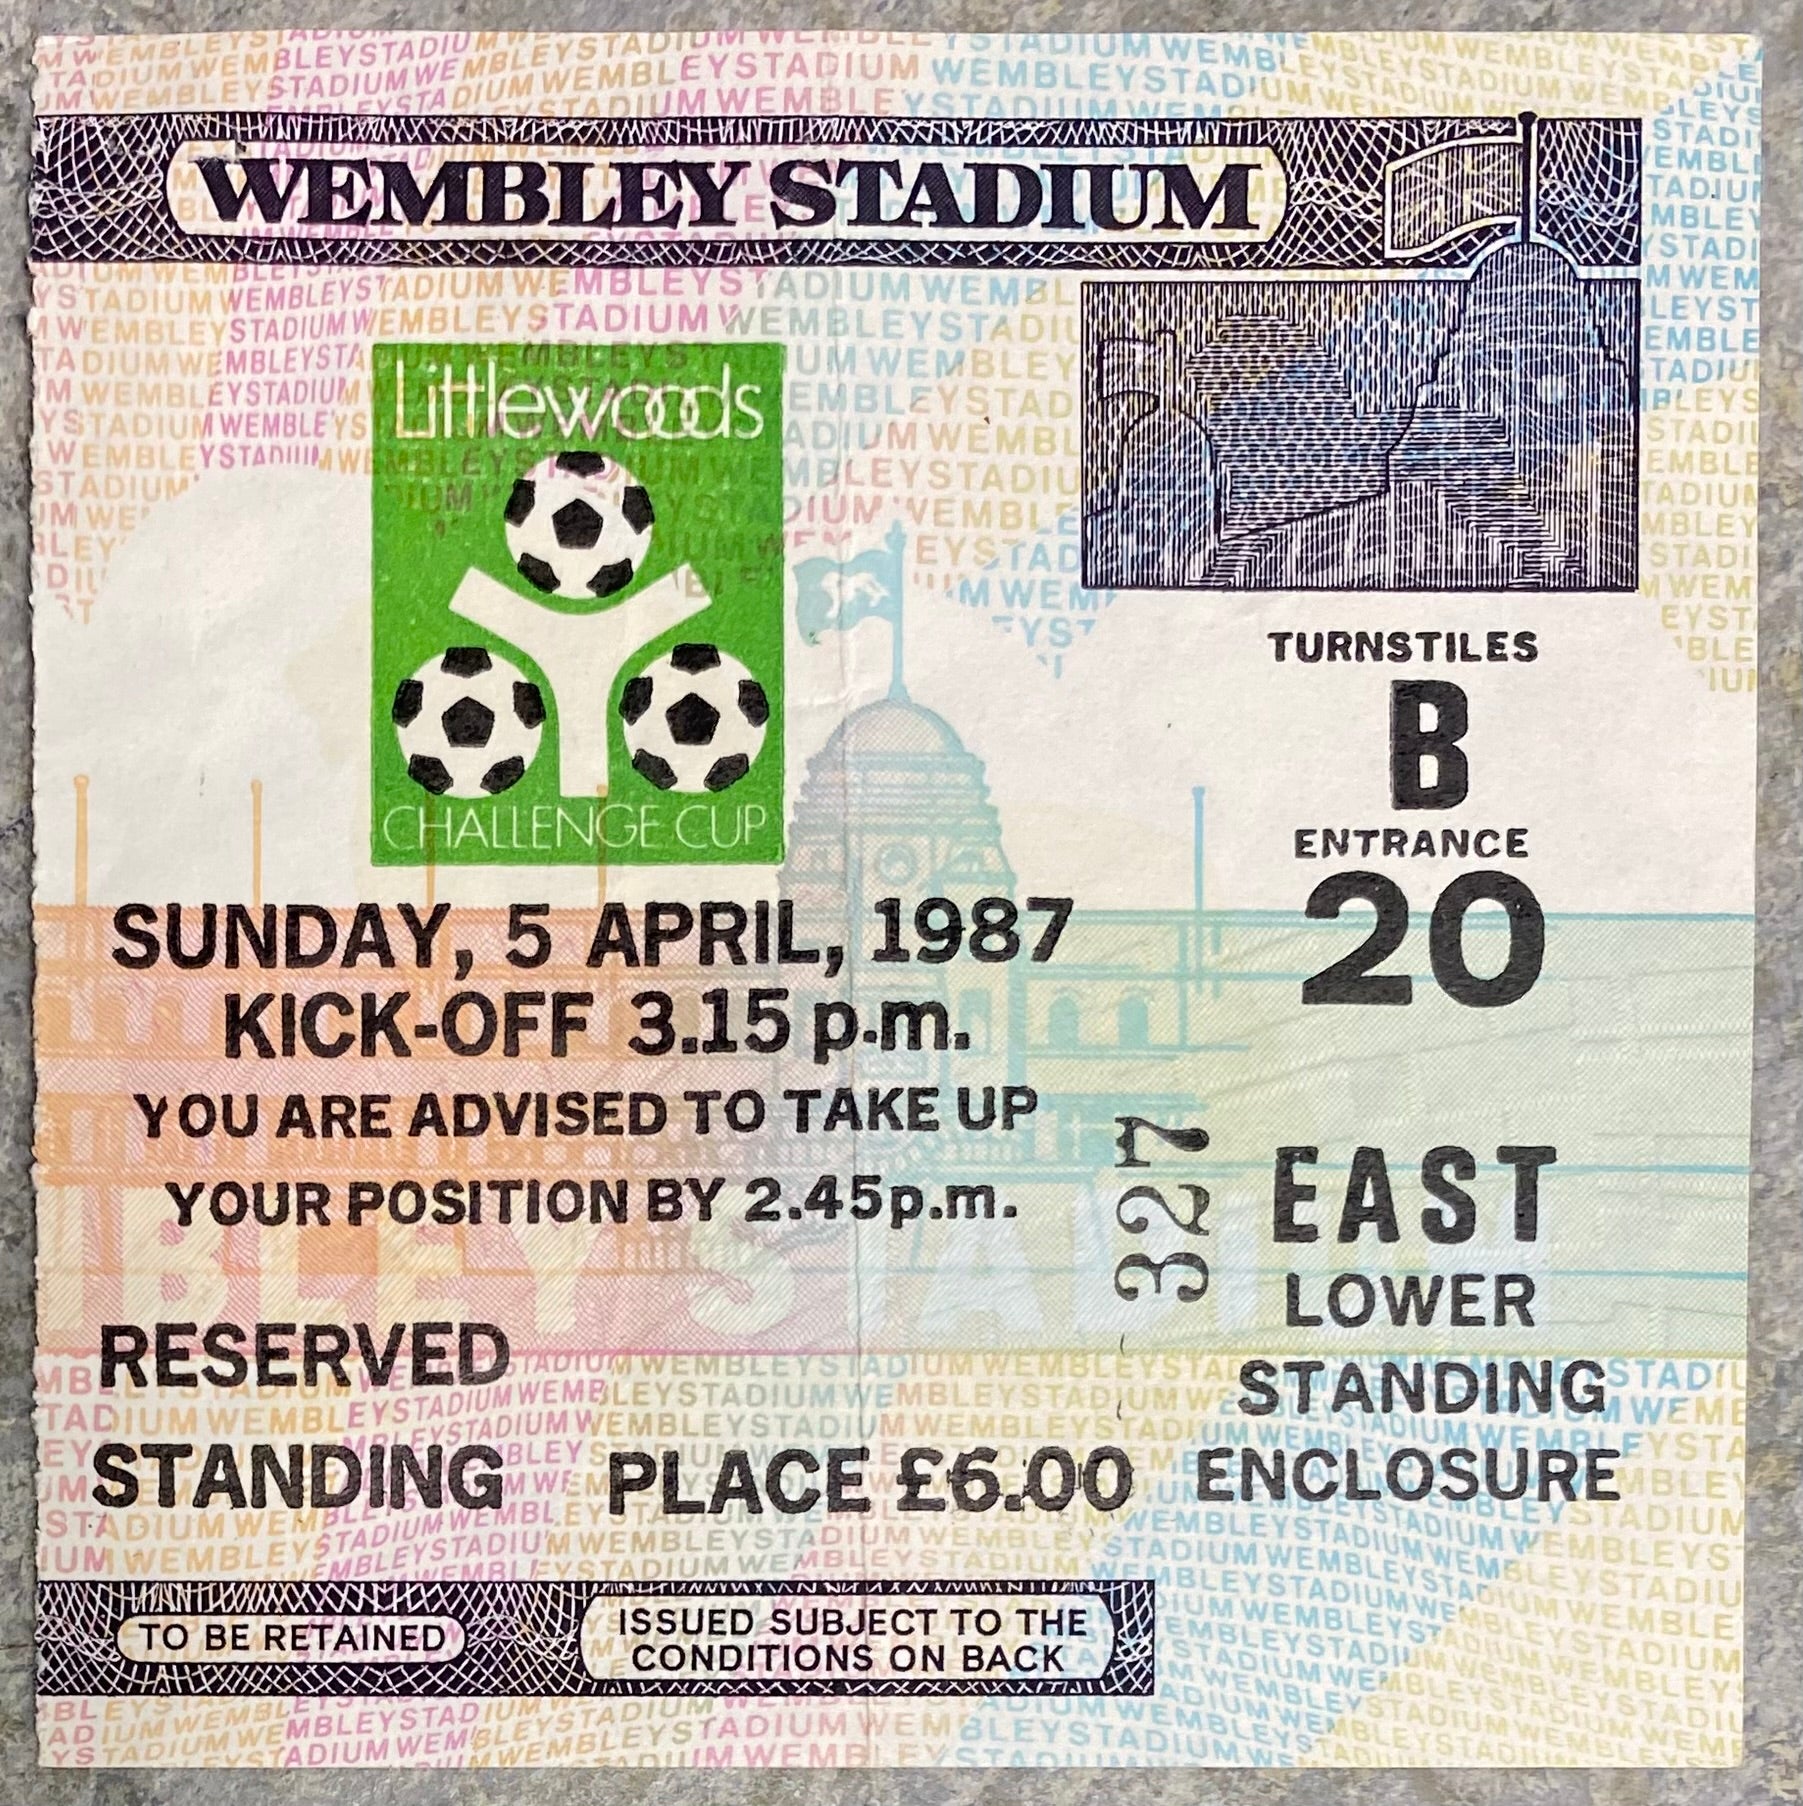 WEMBLEY STADIUM
Littlewoods
CHALLENGE CUP
SUNDAY, 5 APRIL, 1987
KICK-OFF 3.15 p.m.
YOU ARE ADVISED TO TAKE UP
YOUR POSITION BY 2.45p.m.
RESERVED
STANDING PLACE £6.00
TO BE RETAINED
ISSUED SUBJECT TO THE
CONDITIONS ON BACK
TURNSTILES
B
ENTRANCE
20
327
EAST
LOWER
STANDING
ENCLOSURE